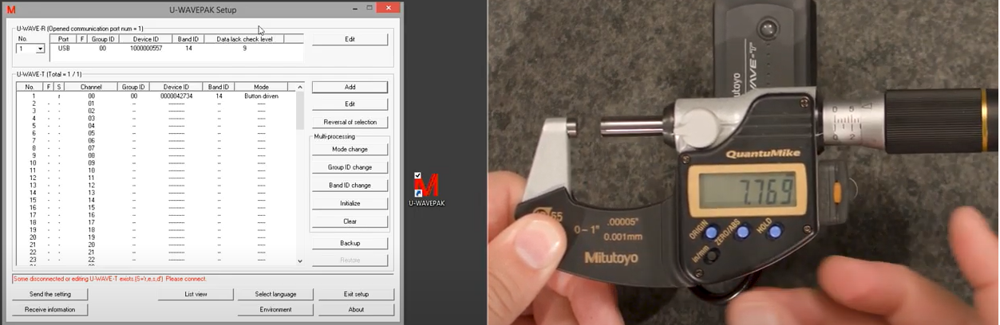 M U-WAVEPAK Setup
U-WAVE-R (Opened communication port num = 1)
No. Port F Group ID Device ID Band ID Data lack check level
1 USB 00 1000000557 14 9
Edit
U-WAVE-T (Total = 1 / 1)
No. F S Channel Group ID Device ID Band ID Mode
1 r 00 00 0000042734 14 Button driven
2 - - 01 -- ---------- -- -----
3 - - 02 -- ---------- -- -----
4 - - 03 -- ---------- -- -----
5 - - 04 -- ---------- -- -----
6 - - 05 -- ---------- -- -----
7 - - 06 -- ---------- -- -----
8 - - 07 -- ---------- -- -----
9 - - 08 -- ---------- -- -----
10 - - 09 -- ---------- -- -----
11 - - 10 -- ---------- -- -----
12 - - 11 -- ---------- -- -----
13 - - 12 -- ---------- -- -----
14 - - 13 -- ---------- -- -----
15 - - 14 -- ---------- -- -----
16 - - 15 -- ---------- -- -----
17 - - 16 -- ---------- -- -----
18 - - 17 -- ---------- -- -----
19 - - 18 -- ---------- -- -----
20 - - 19 -- ---------- -- -----
21 - - 20 -- ---------- -- -----
22 - - 21 -- ---------- -- -----
23 - - 22 -- ---------- -- -----
Add
Edit
Reversal of selection
Multi-processing
Mode change
Group ID change
Band ID change
Initialize
Clear
Backup
Restore
Some disconnected or editing U-WAVE-T exists.(S='r,e,s,d') Please connect.
Send the setting
List view
Select language
Exit setup
Receive information
Environment
About
M
U-WAVEPAK
WAVE-T
Mitutoyo
0 5
0 2
QuantuMike
7.769
ORIGIN
ZERO/ABS
HOLD
in/mm
0-1" .00005"
0.001mm
Mitutoyo